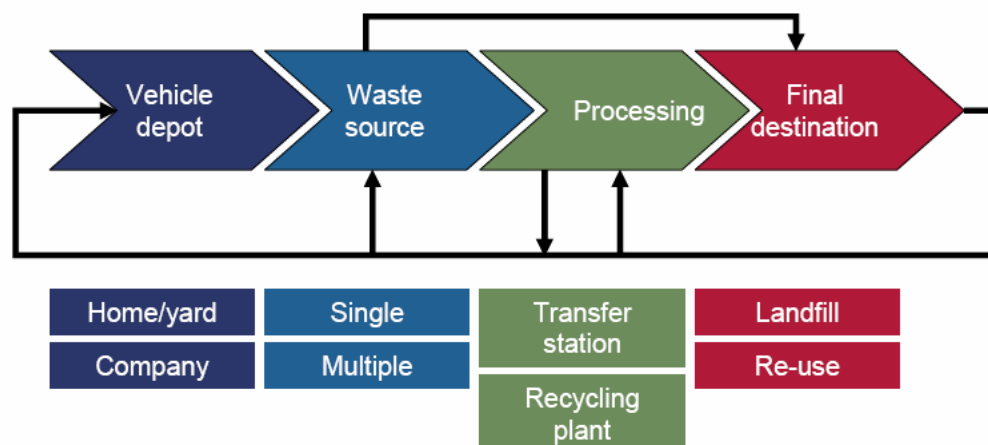 Vehicle
depot
Waste
source
Processing
Final
destination
Home/yard
Single
Transfer
station
Landfill
Company
Multiple
Re-use
Recycling
plant